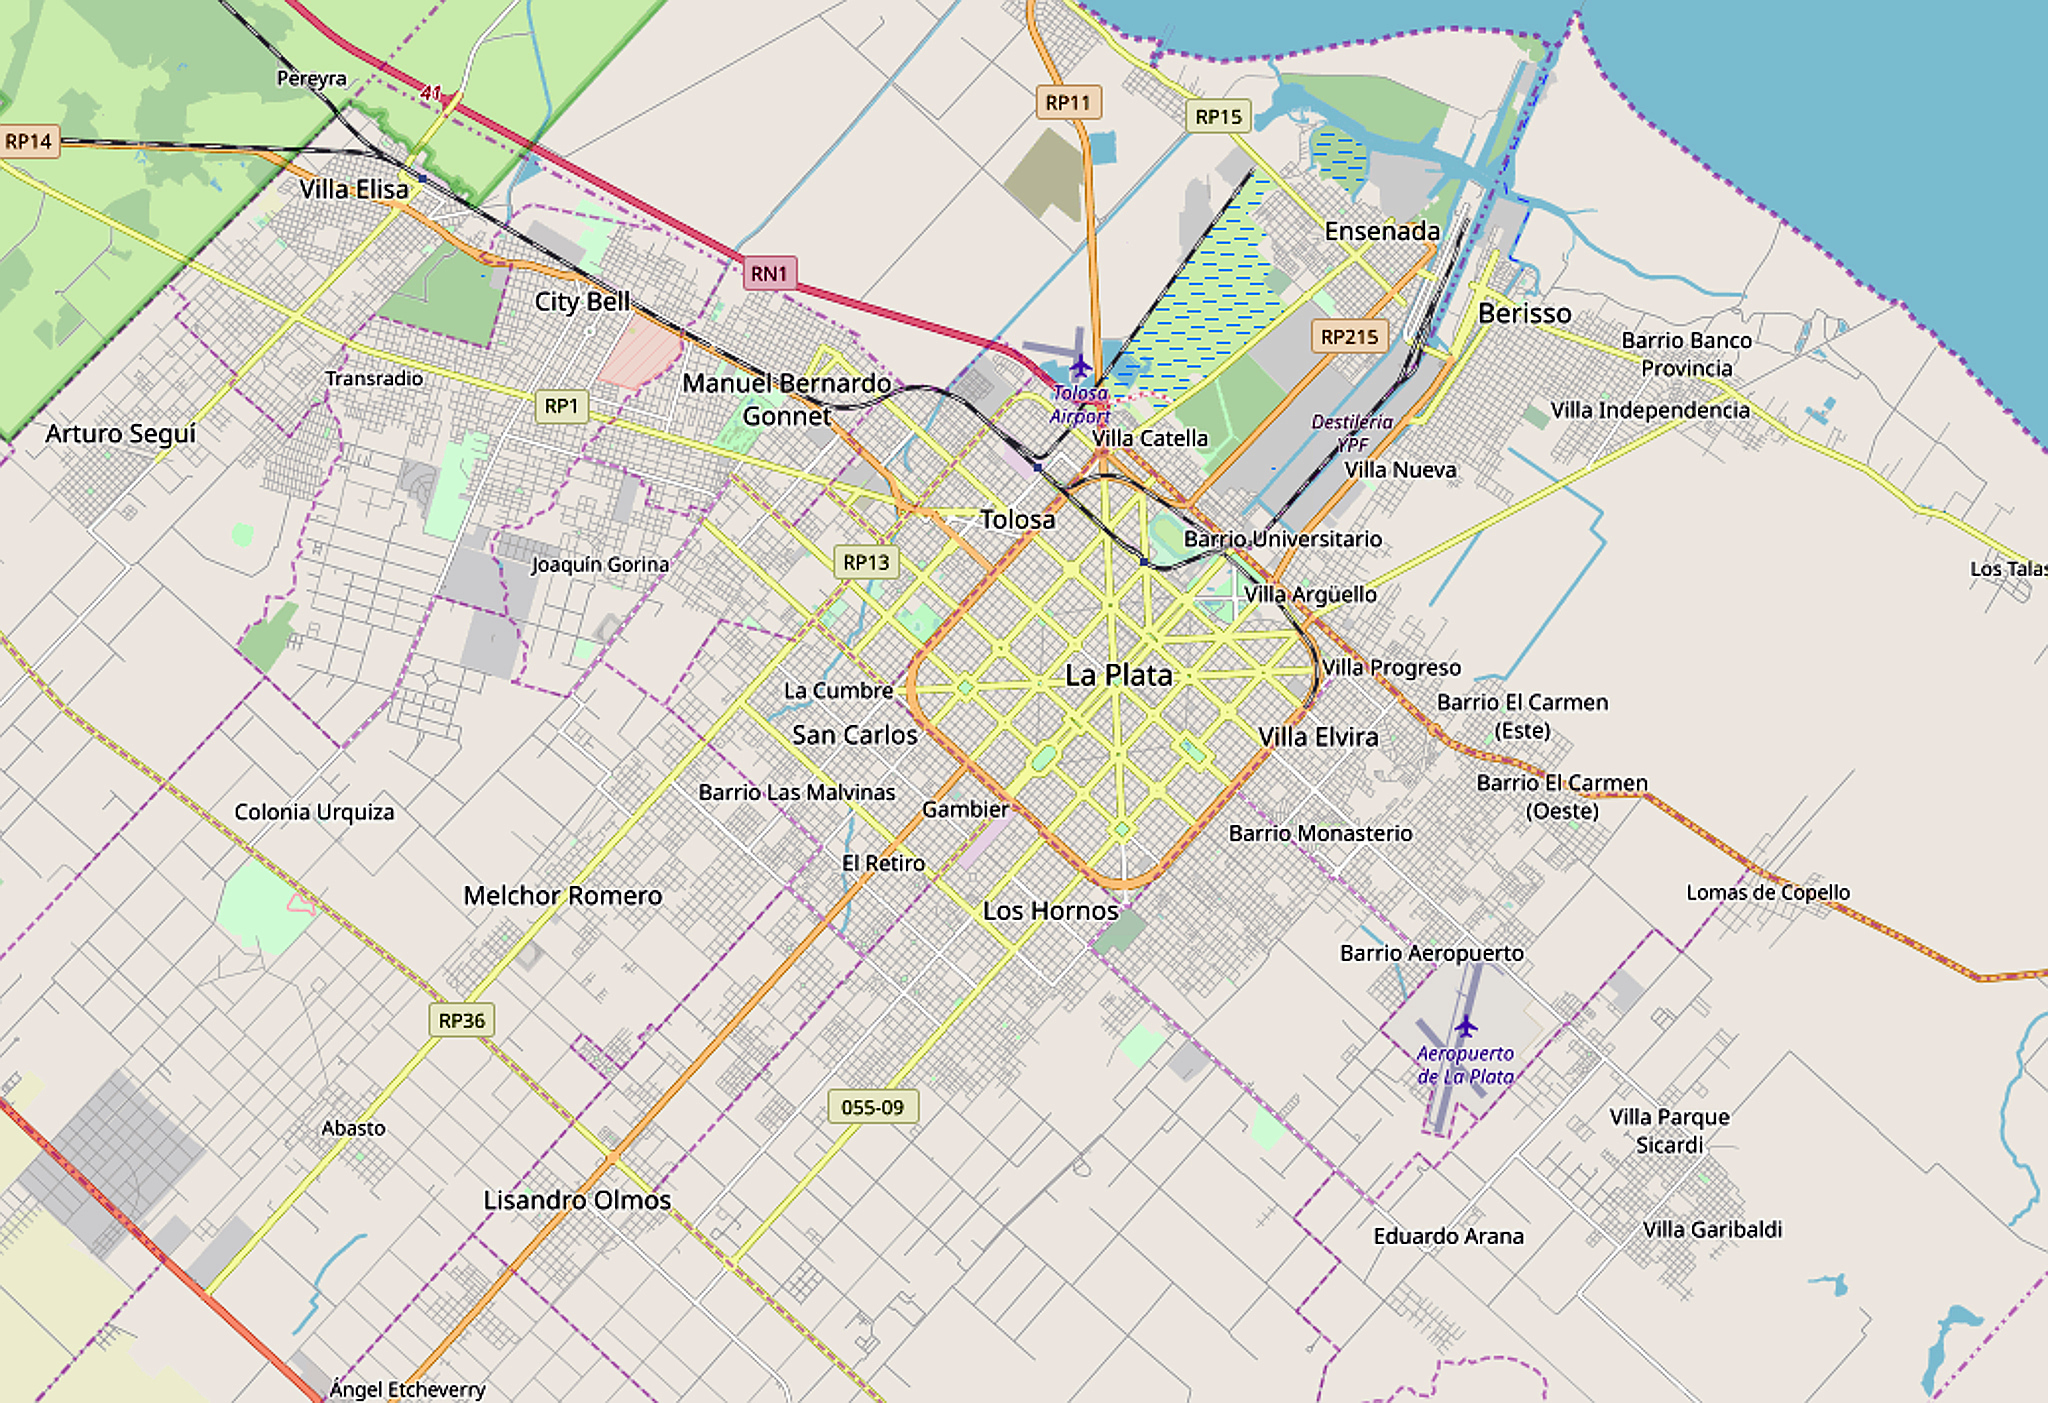 Pereyra
41
RP11
RP15
RP14
Villa Elisa
Ensenada
RN1
City Bell
Berisso
RP215
Barrio Banco
Provincia
Transradio
Manuel Bernardo
Gonnet
Tolosa
Airport
RP1
Villa Independencia
Arturo Seguí
Villa Catella
Destilería
YPF
Villa Nueva
Tolosa
Barrio Universitario
RP13
Joaquín Gorina
Los Talas
Villa Argüello
La Plata
Villa Progreso
La Cumbre
Barrio El Carmen
(Este)
San Carlos
Villa Elvira
Barrio El Carmen
(Oeste)
Barrio Las Malvinas
Gambier
Colonia Urquiza
Barrio Monasterio
El Retiro
Melchor Romero
Lomas de Copello
Los Hornos
Barrio Aeropuerto
RP36
Aeropuerto
de La Plata
055-09
Abasto
Villa Parque
Sicardi
Lisandro Olmos
Eduardo Arana
Villa Garibaldi
Ángel Etcheverry